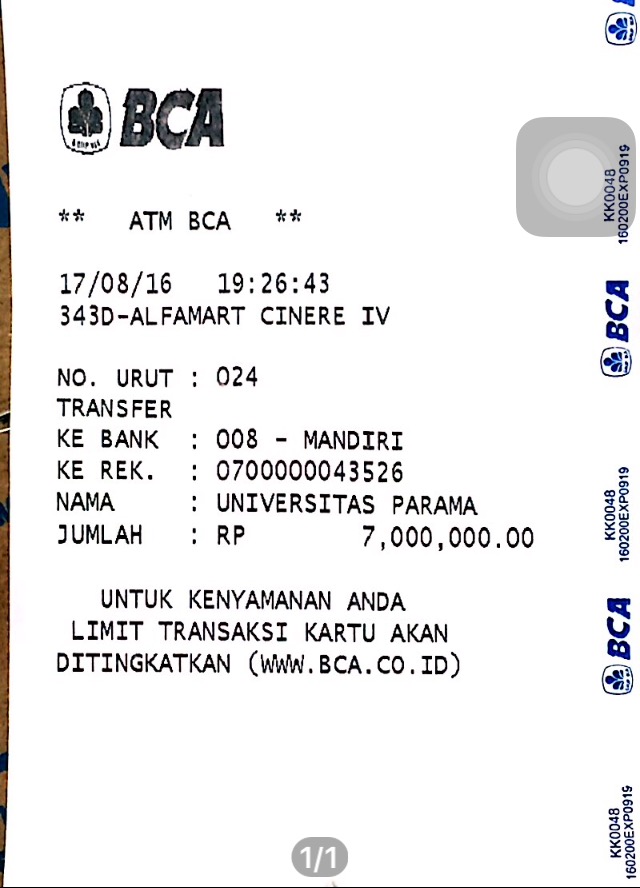 BCA
** ATM BCA **
17/08/16 19:26:43
343D-ALFAMART CINERE IV
NO. URUT : 024
TRANSFER
KE BANK : 008 - MANDIRI
KE REK. : 0700000043526
NAMA : UNIVERSITAS PARAMA
JUMLAH : RP 7,000,000.00
UNTUK KENYAMANAN ANDA
LIMIT TRANSAKSI KARTU AKAN
DITINGKATKAN (WWW.BCA.CO.ID)
KK0048
160200EXP0919
BCA
KK0048
160200EXP0919
BCA
KK0048
160200EXP0919
1/1